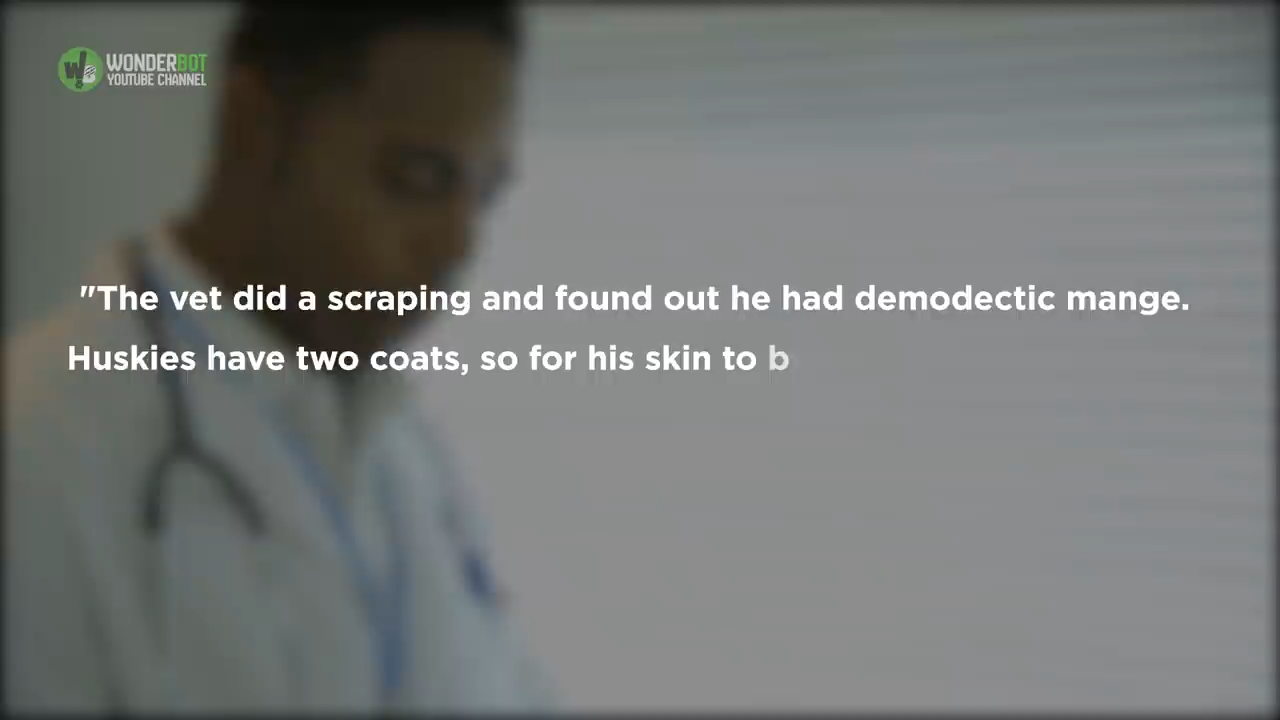 WONDERBOT
YOUTUBE CHANNEL
"The vet did a scraping and found out he had demodectic mange.
Huskies have two coats, so for his skin to b